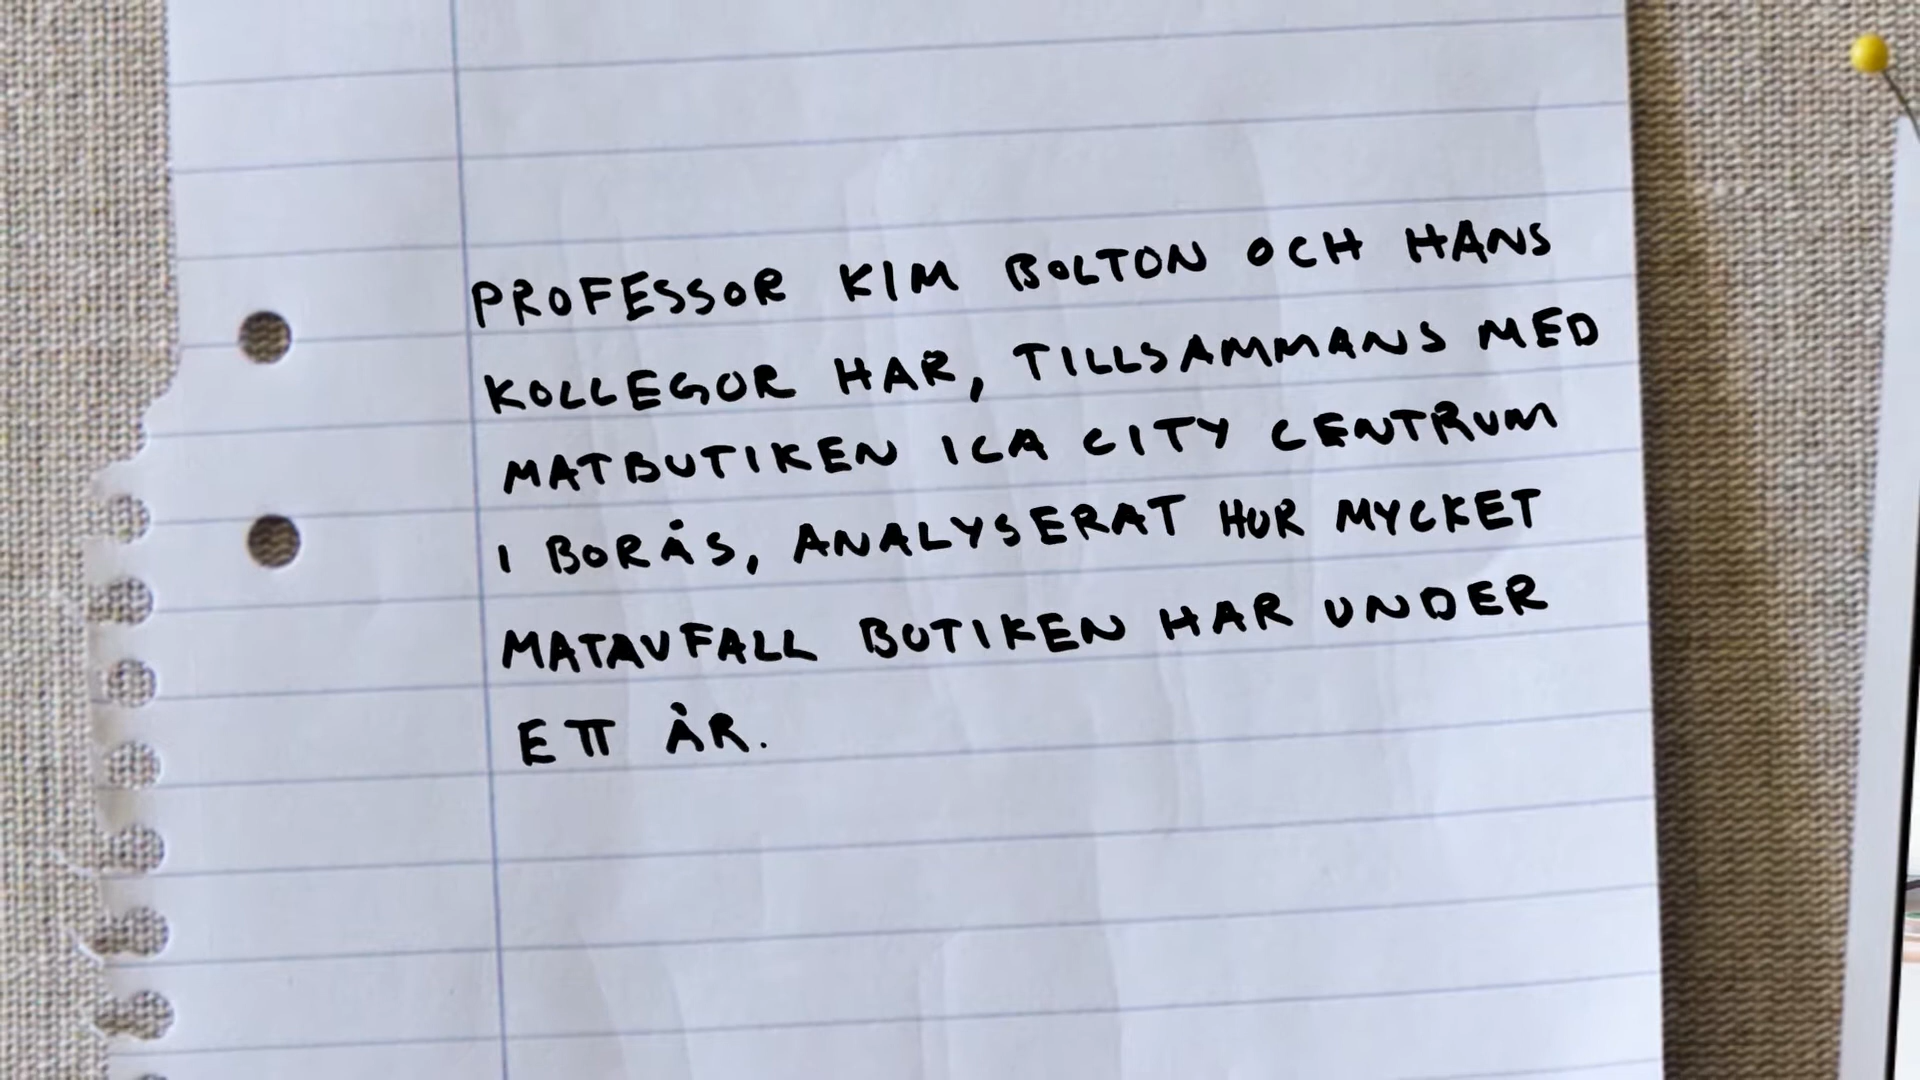 PROFESSOR KIM BOLTON OCH HANS
KOLLEGOR HAR, TILLSAMMANS MED
MATBUTIKEN ICA CITY CENTRUM
I BORÅS, ANALYSERAT HUR MYCKET
MATAVFALL BUTIKEN HAR UNDER
ETT ÅR.